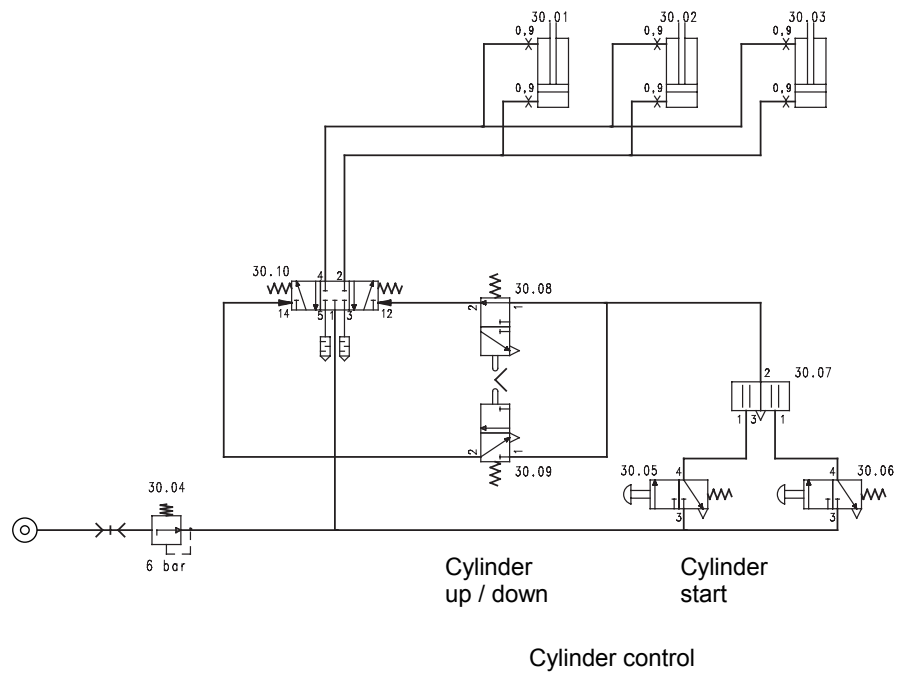 30.01 30.02 30.03
0,9 0,9 0,9
0,9 0,9 0,9
30.10 4 2
14 5 1 3 12
30.08
2 1
2 30.07
1 3 1
2 1
30.09
30.05 4 4 30.06
3 3
30.04
6 bar
Cylinder
up / down
Cylinder
start
Cylinder control